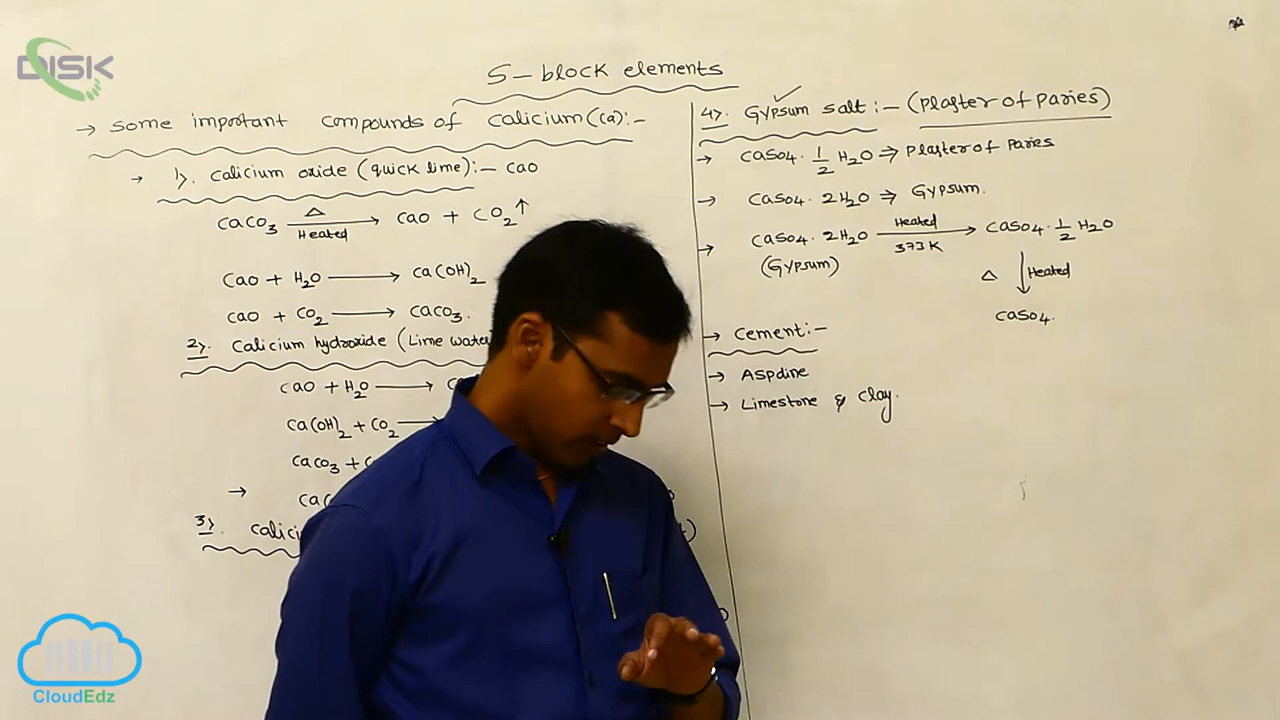 DISK
S-block elements
→ some important compounds of calicium (ca):-
→ 1>. calicium oxide (quick lime):- cao
caco3 △ Heated → cao + CO2↑
cao + H2O → ca(OH)2
cao + CO2 → caco3.
2>. calicium hydroxide (Lime water
cao + H2O →
ca(OH)2 + CO2 →
caco3 +
→ ca(
3>. calici
4>. Gypsum salt:- (Plaster of Paries)
→ caso4. 1/2 H2O ⇒ Plaster of Paries
→ caso4. 2H2O ⇒ Gypsum.
→ caso4. 2H2O Heated 373K → caso4. 1/2 H2O
(Gypsum)
△ ↓ Heated
caso4.
→ Cement:-
→ Aspdine
→ Limestone & clay.
CloudEdz